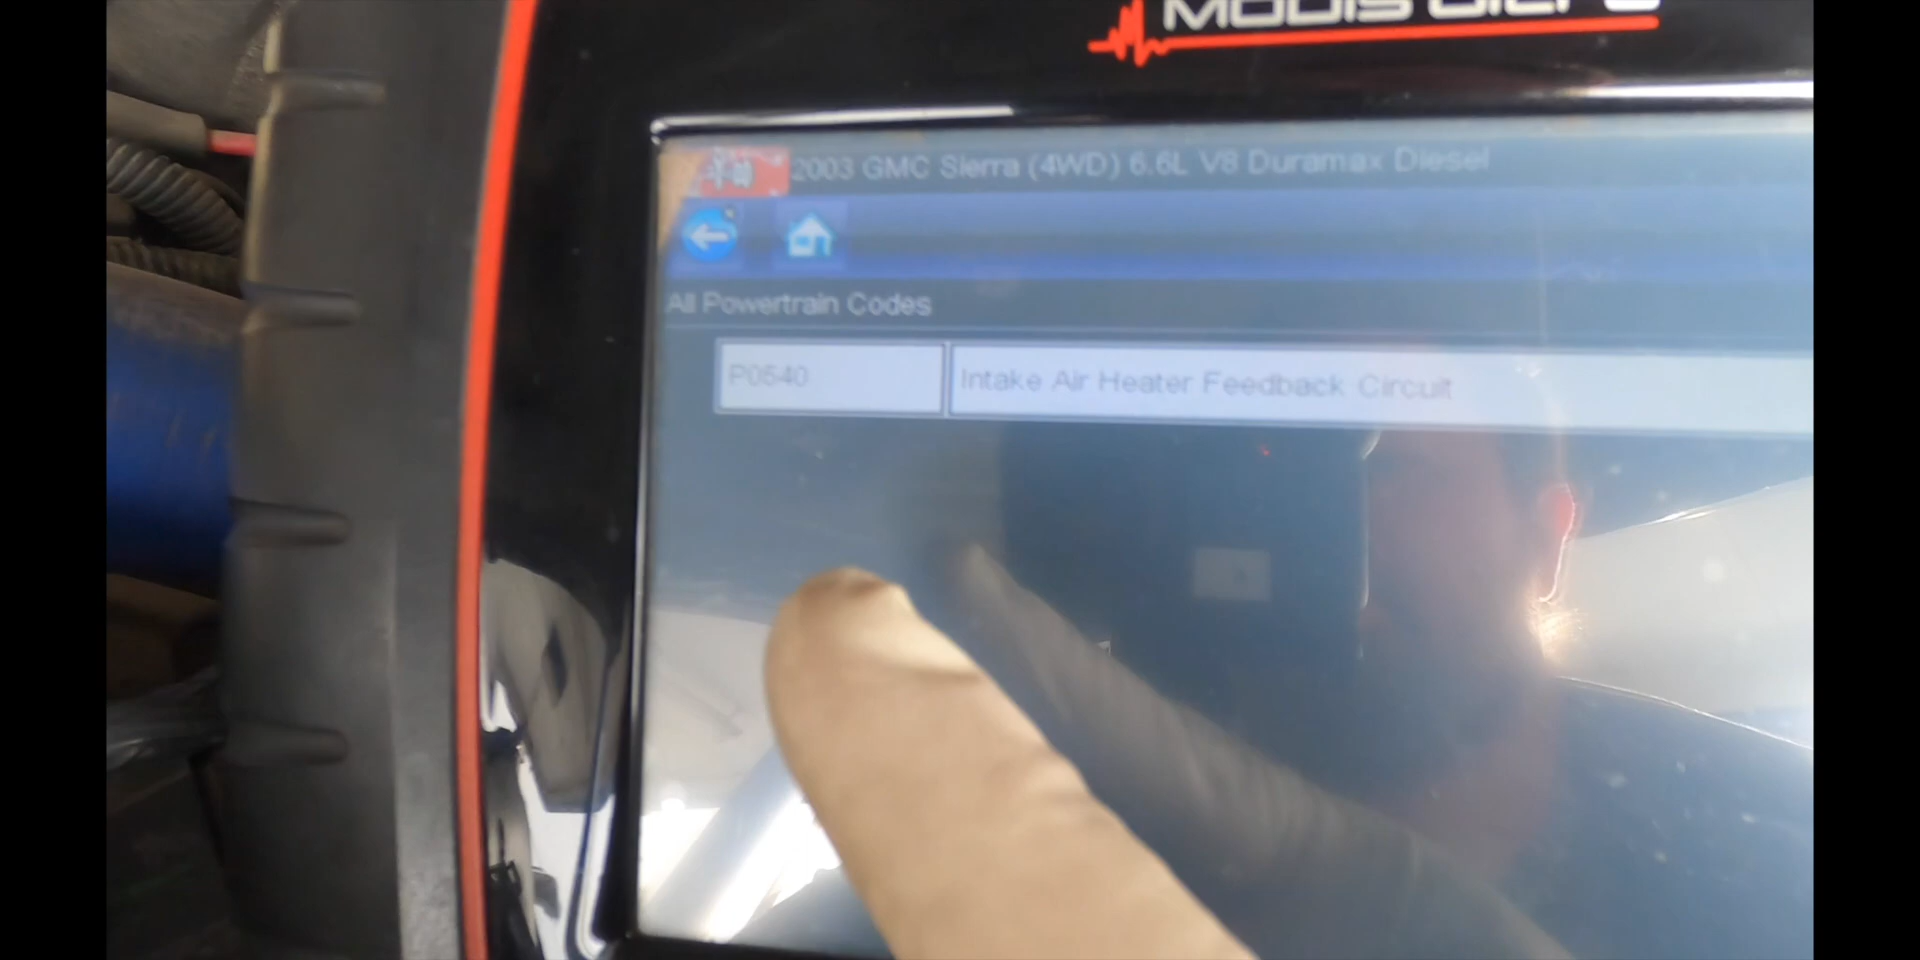 MODIS ULTRA
2003 GMC Sierra (4WD) 6.6L V8 Duramax Diesel
All Powertrain Codes
P0540 Intake Air Heater Feedback Circuit